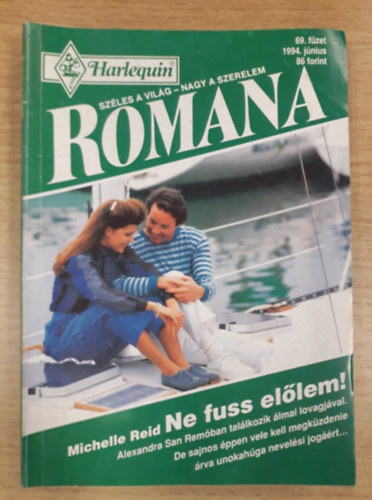 Harlequin®
69. füzet
1994. június
86 forint
SZÉLES A VILÁG – NAGY A SZERELEM
ROMANA
Michelle Reid Ne fuss előlem!
Alexandra San Remóban találkozik álmai lovagjával.
De sajnos éppen vele kell megküzdenie
árva unokahúga nevelési jogáért...